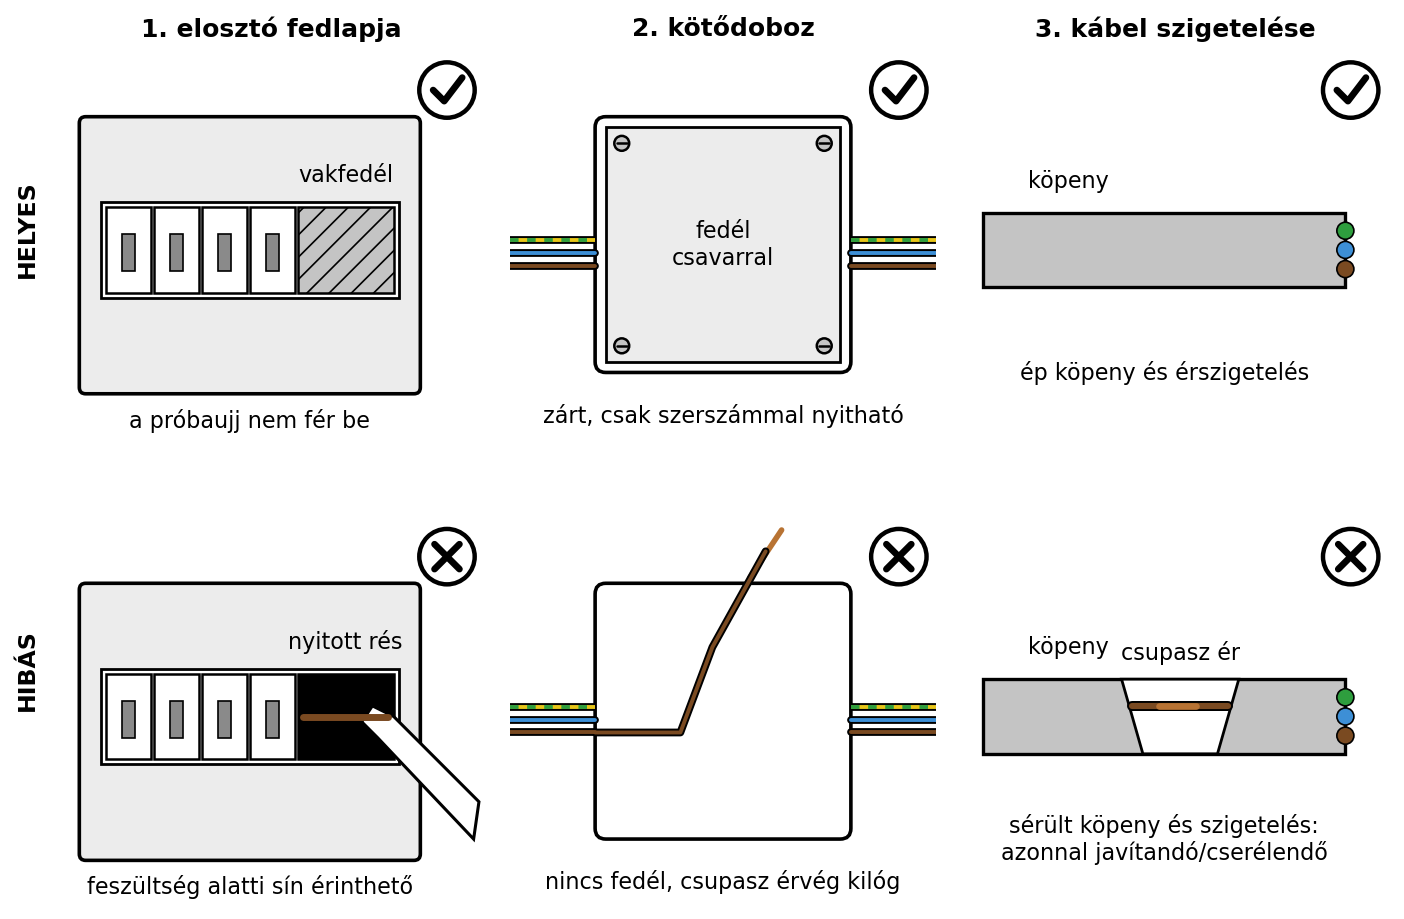 1. elosztó fedlapja
2. kötődoboz
3. kábel szigetelése
HELYES
vakfedél
a próbaujj nem fér be
fedél
csavarral
zárt, csak szerszámmal nyitható
köpeny
ép köpeny és érszigetelés
HIBÁS
nyitott rés
feszültség alatti sín érinthető
nincs fedél, csupasz érvég kilóg
köpeny
csupasz ér
sérült köpeny és szigetelés:
azonnal javítandó/cserélendő